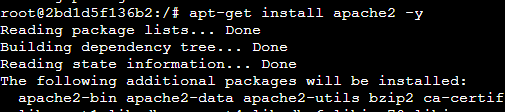 root@2bd1d5f136b2:/# apt-get install apache2 -y
Reading package lists... Done
Building dependency tree... Done
Reading state information... Done
The following additional packages will be installed:
  apache2-bin apache2-data apache2-utils bzip2 ca-certif